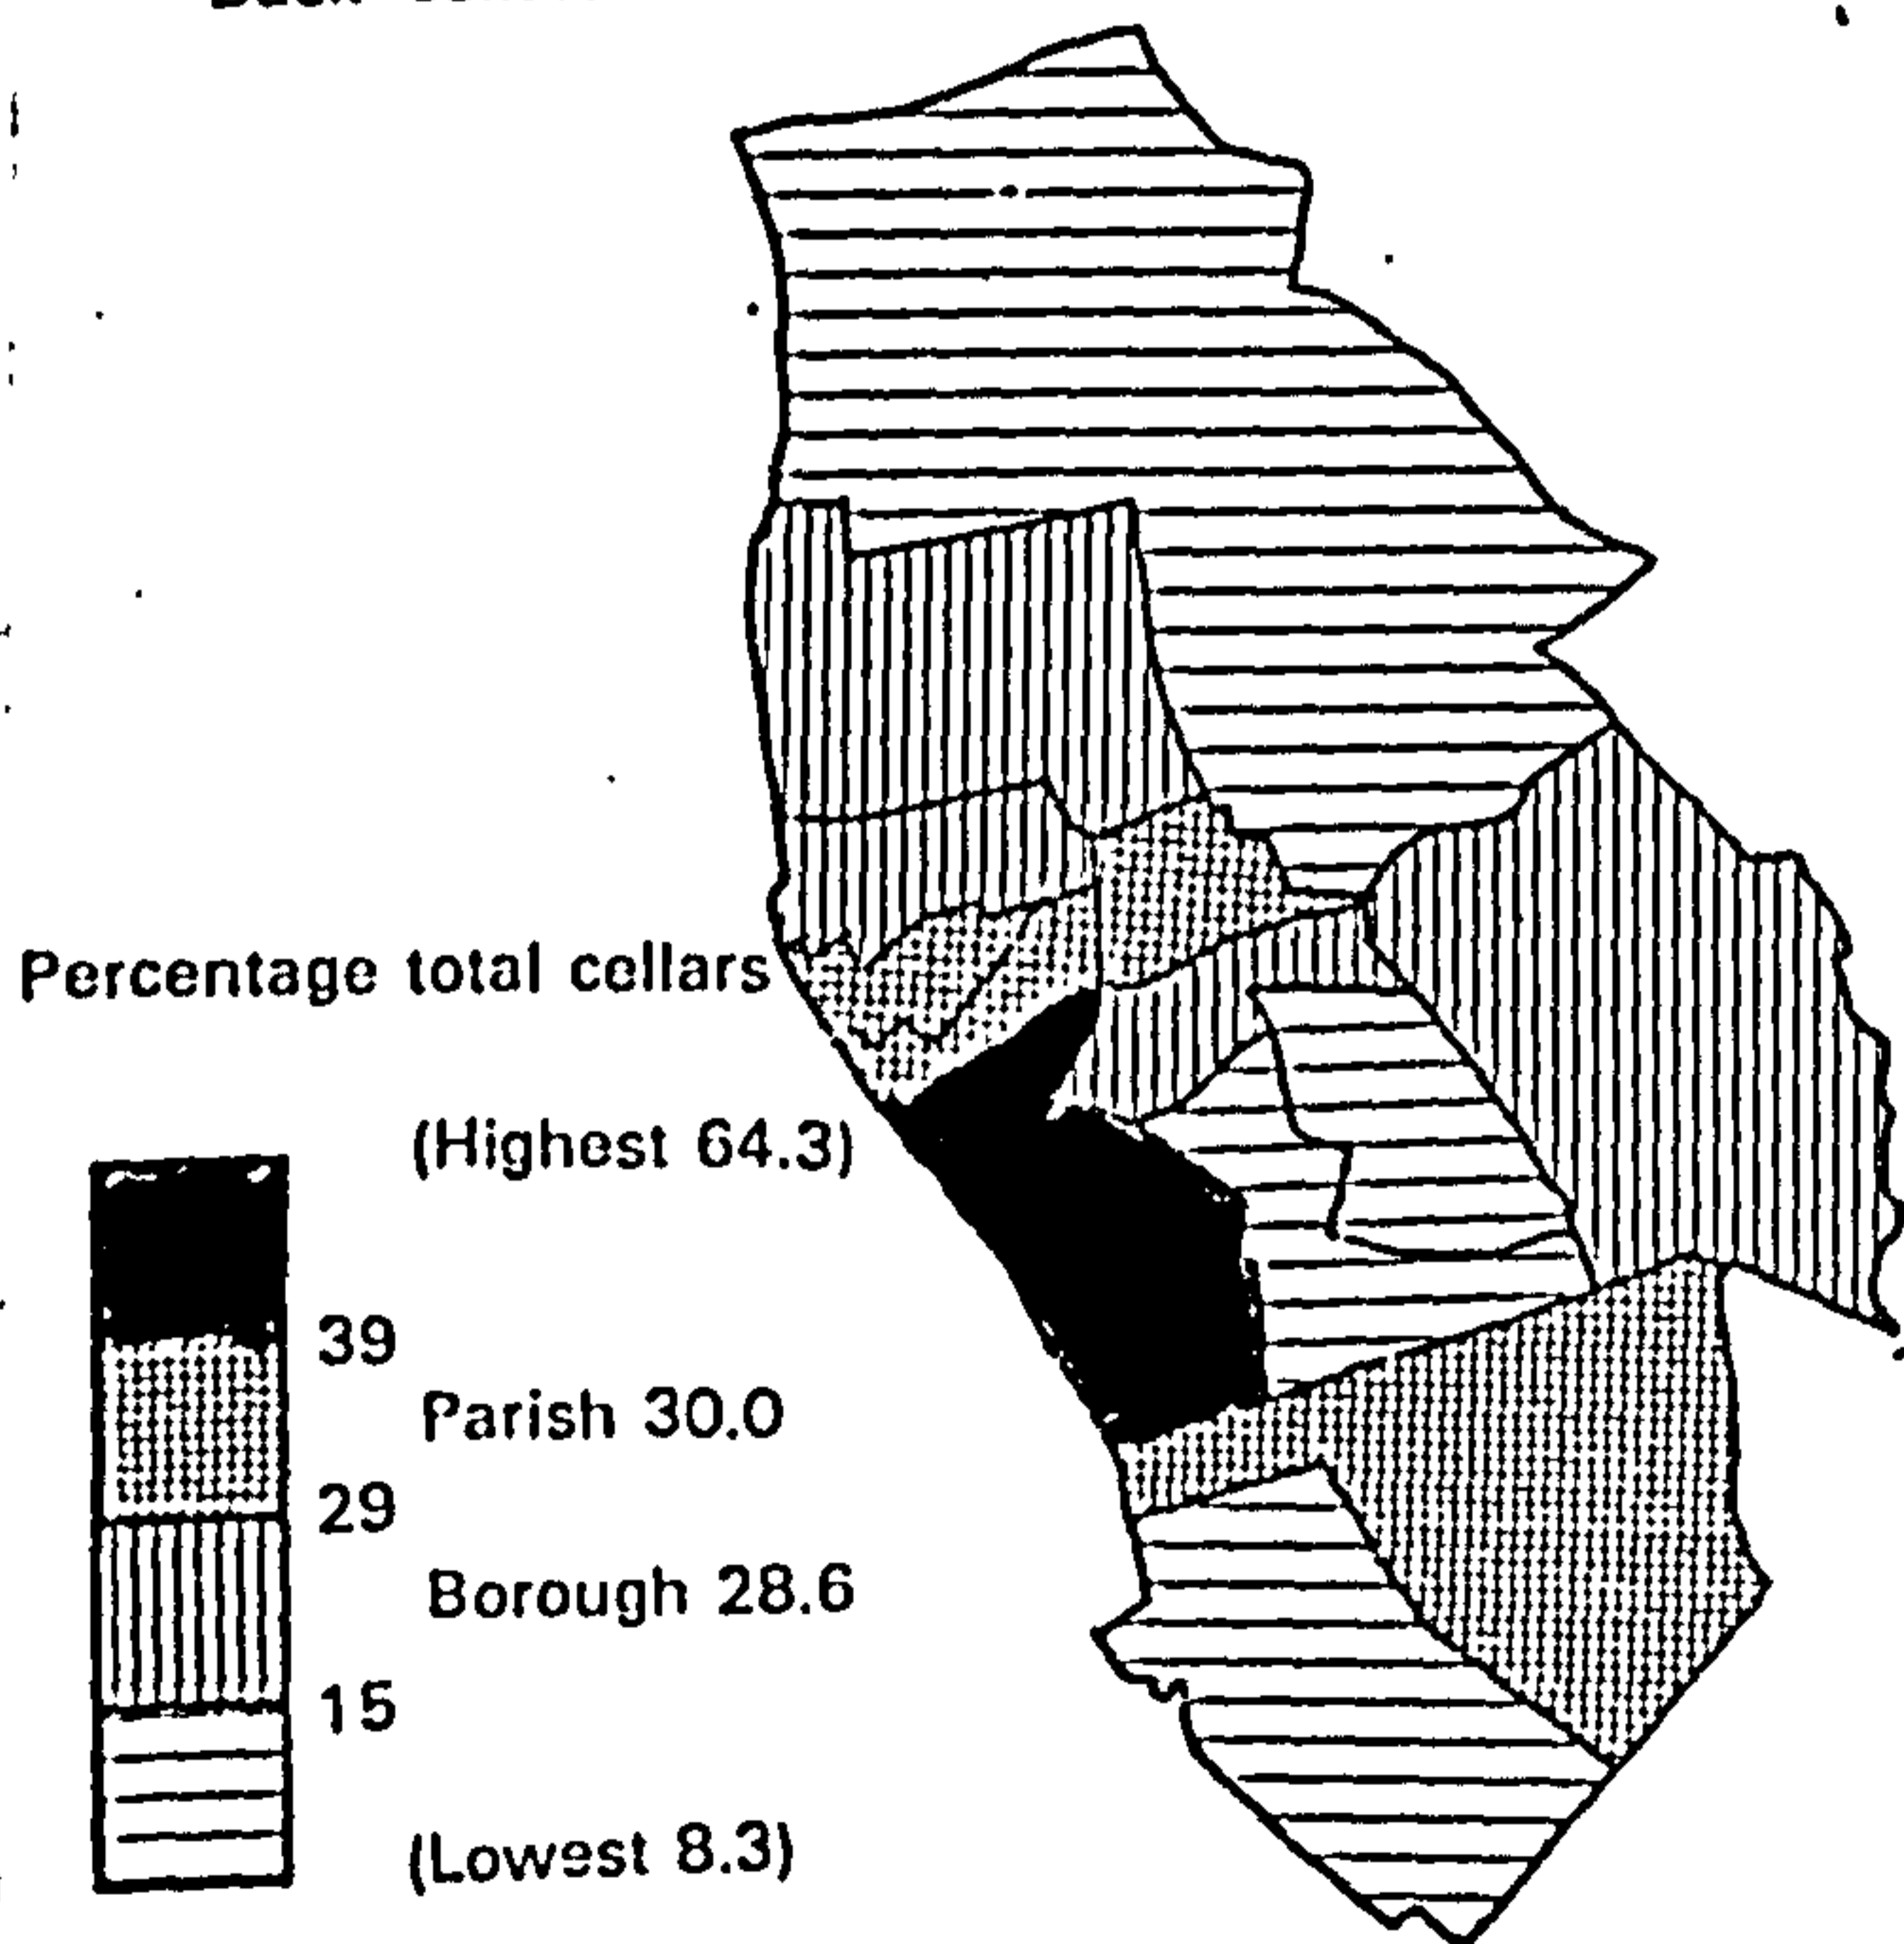 Percentage total cellars
(Highest 64.3)
39
Parish 30.0
29
Borough 28.6
15
(Lowest 8.3)